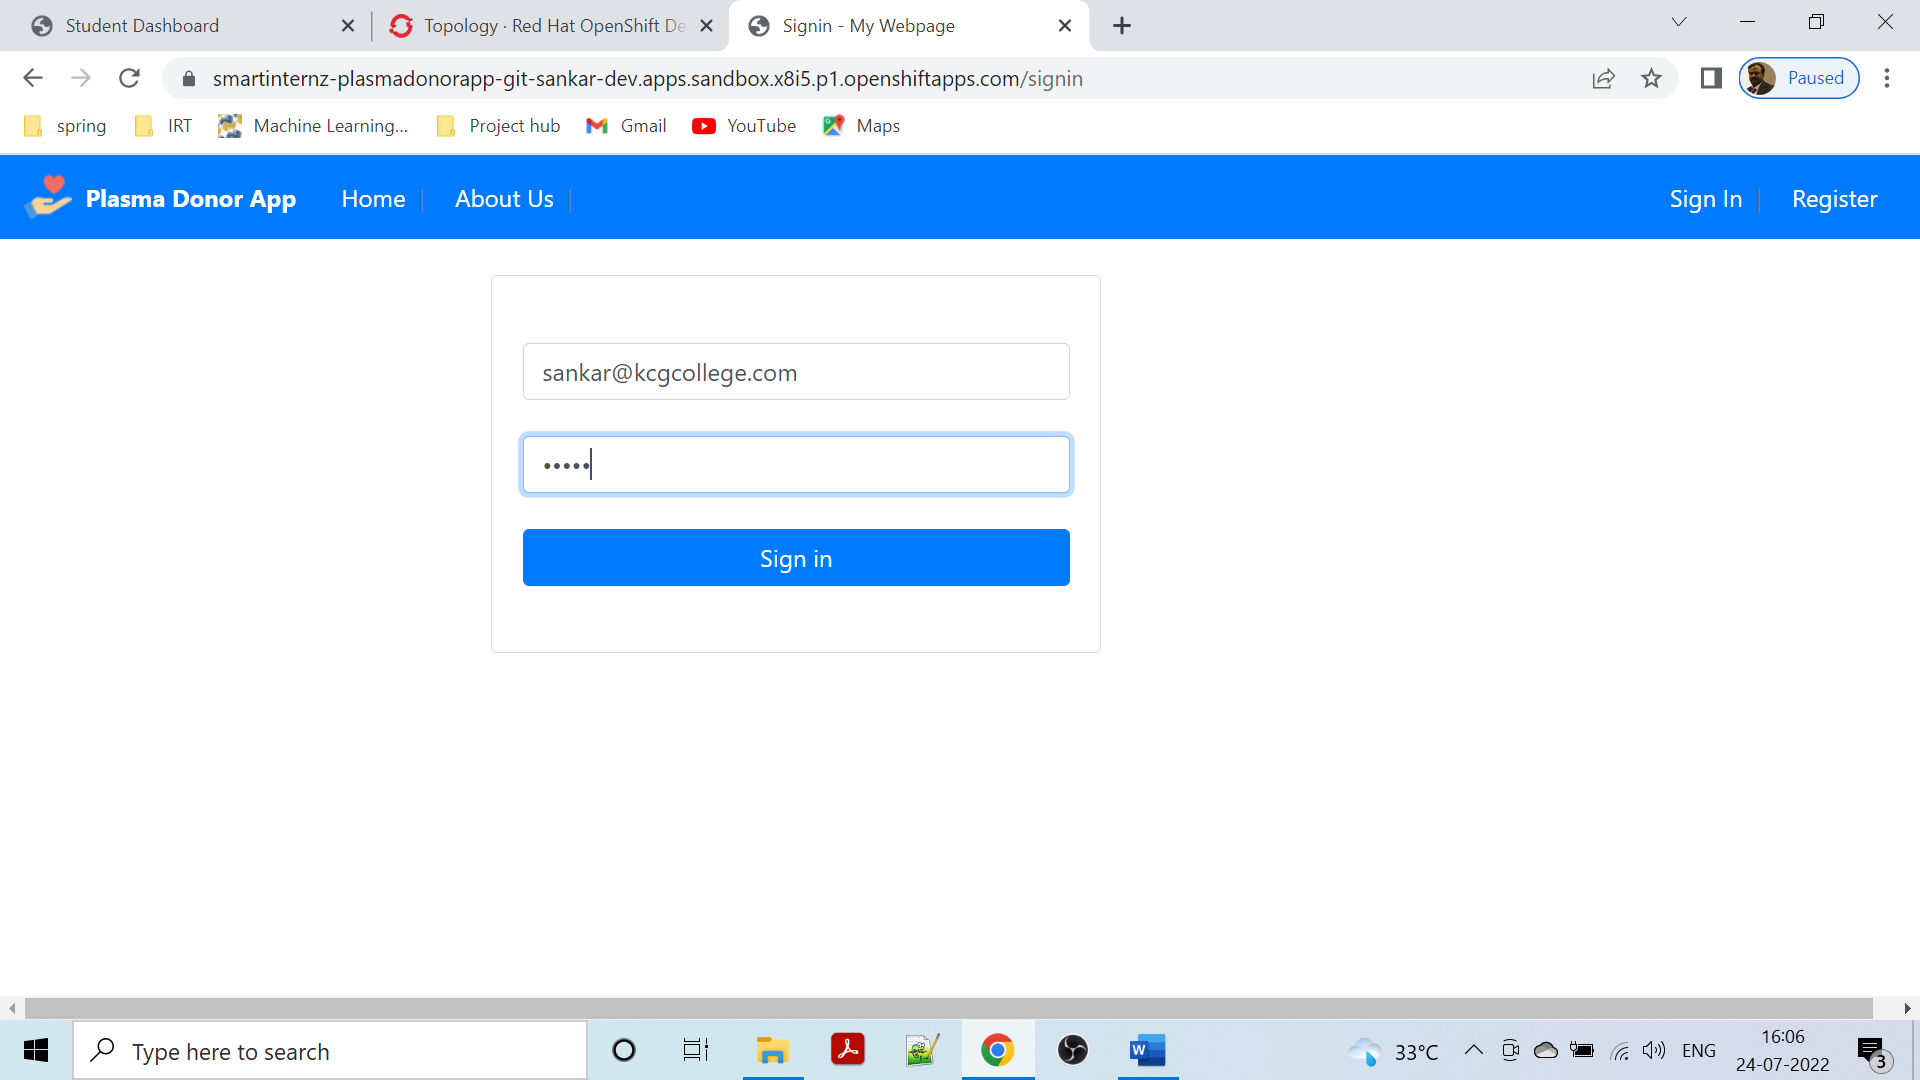 Student Dashboard
Topology · Red Hat OpenShift De
Signin - My Webpage
smartinternz-plasmadonorapp-git-sankar-dev.apps.sandbox.x8i5.p1.openshiftapps.com/signin
Paused
spring
IRT
Machine Learning...
Project hub
Gmail
YouTube
Maps
Plasma Donor App
Home
About Us
Sign In
Register
sankar@kcgcollege.com
•••••
Sign in
Type here to search
W
33°C
ENG
16:06
24-07-2022
3